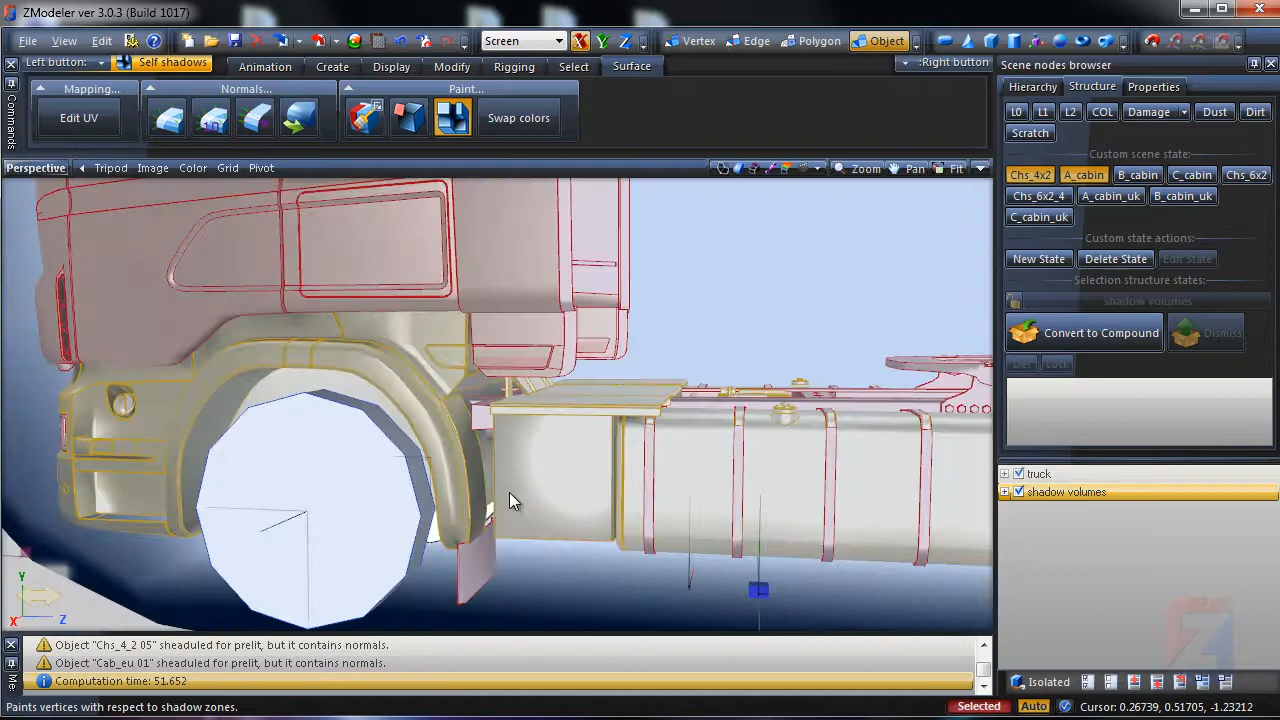 ZModeler ver 3.0.3 (Build 1017)
File View Edit Screen X Y Z Vertex Edge Polygon Object
Left button: Self shadows Animation Create Display Modify Rigging Select Surface :Right button
Commands
Mapping... Normals... Paint...
Edit UV Swap colors
Perspective Tripod Image Color Grid Pivot Zoom Pan Fit
Scene nodes browser
Hierarchy Structure Properties
L0 L1 L2 COL Damage Dust Dirt
Scratch
Custom scene state:
Chs_4x2 A_cabin B_cabin C_cabin Chs_6x2
Chs_6x2_4 A_cabin_uk B_cabin_uk
C_cabin_uk
Custom state actions:
New State Delete State Edit State
Selection structure states:
shadow volumes
Convert to Compound Dismiss
Del Lock
truck
shadow volumes
Y
X Z
Object "Chs_4_2 05" sheaduled for prelit, buw it contains normals.
Object "Cab_eu 01" sheaduled for prelit, buw it contains normals.
Computation time: 51.652
Me
Isolated
Paints vertices with respect to shadow zones. Selected Auto Cursor: 0.26739, 0.51705, -1.23212